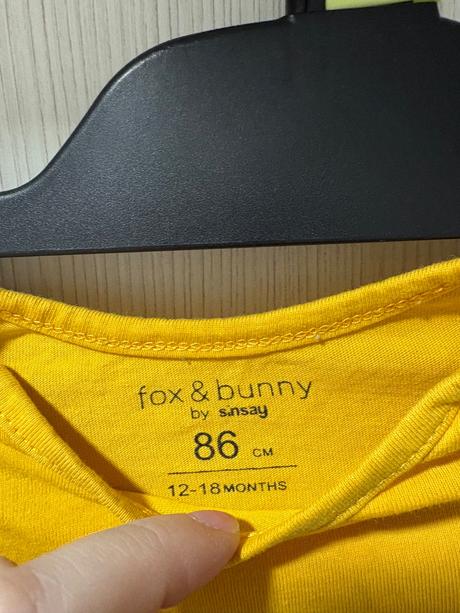 fox & bunny
by sinsay
86 CM
12-18 MONTHS